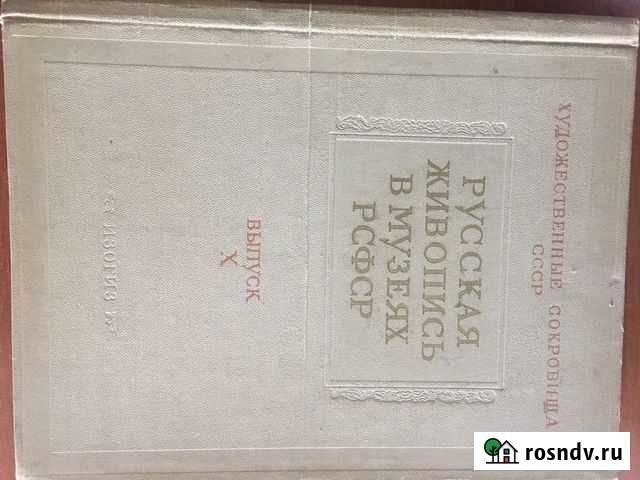 ХУДОЖЕСТВЕННЫЕ СОКРОВИЩА
СССР
РУССКАЯ
ЖИВОПИСЬ
В МУЗЕЯХ
РСФСР
ВЫПУСК
X
ИЗОГИЗ
rosndv.ru